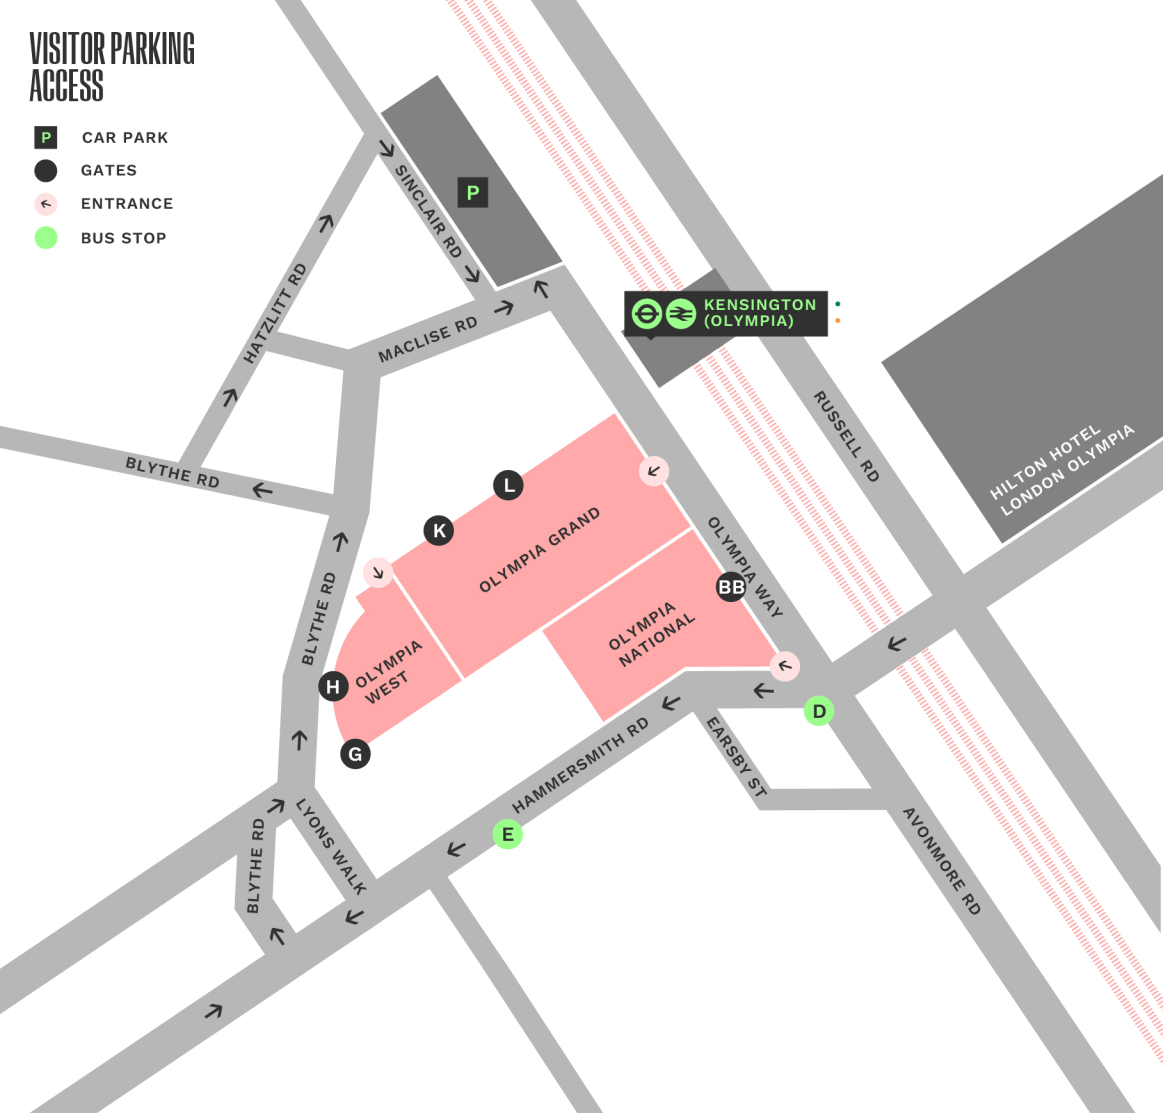 VISITOR PARKING
ACCESS
P
CAR PARK
GATES
ENTRANCE
BUS STOP
P
SINCLAIR RD
HATZLITT RD
MACLISE RD
KENSINGTON
(OLYMPIA)
RUSSELL RD
HILTON HOTEL
LONDON OLYMPIA
BLYTHE RD
L
K
OLYMPIA GRAND
OLYMPIA WAY
BB
OLYMPIA
NATIONAL
BLYTHE RD
OLYMPIA
WEST
H
G
D
HAMMERSMITH RD
EARSBY ST
E
LYONS WALK
BLYTHE RD
AVONMORE RD